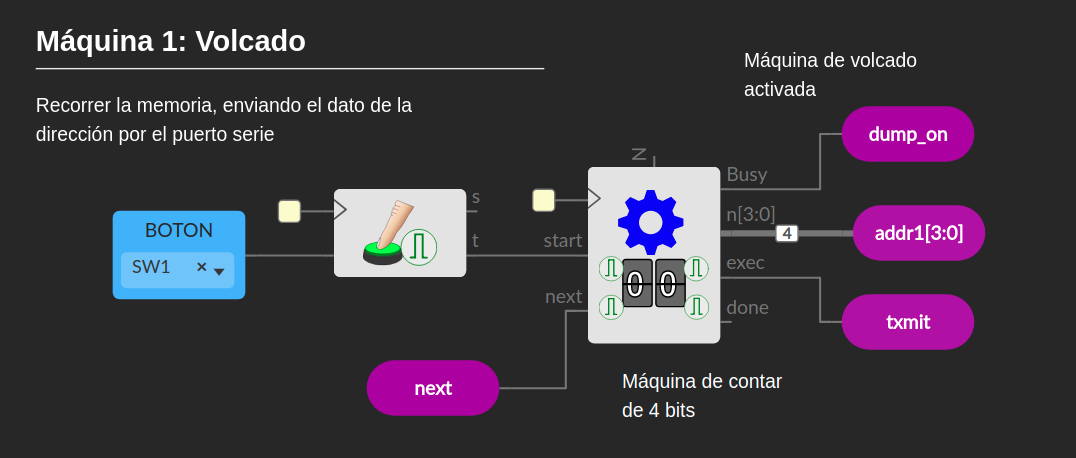 Máquina 1: Volcado
Máquina de volcado
activada
Recorrer la memoria, enviando el dato de la
dirección por el puerto serie
dump_on
N
Busy
s
n[3:0]
4
addr1[3:0]
BOTON
SW1 ×
t
start
exec
0 0
next
done
txmit
next
Máquina de contar
de 4 bits